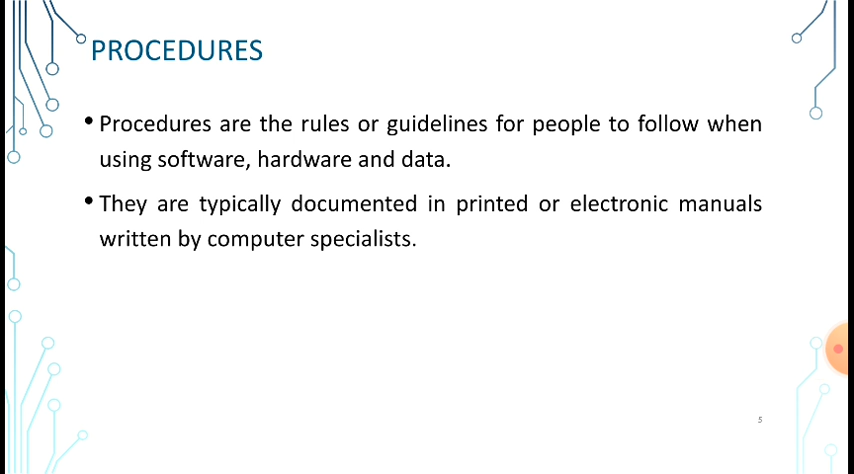 PROCEDURES
• Procedures are the rules or guidelines for people to follow when
using software, hardware and data.
• They are typically documented in printed or electronic manuals
written by computer specialists.
5